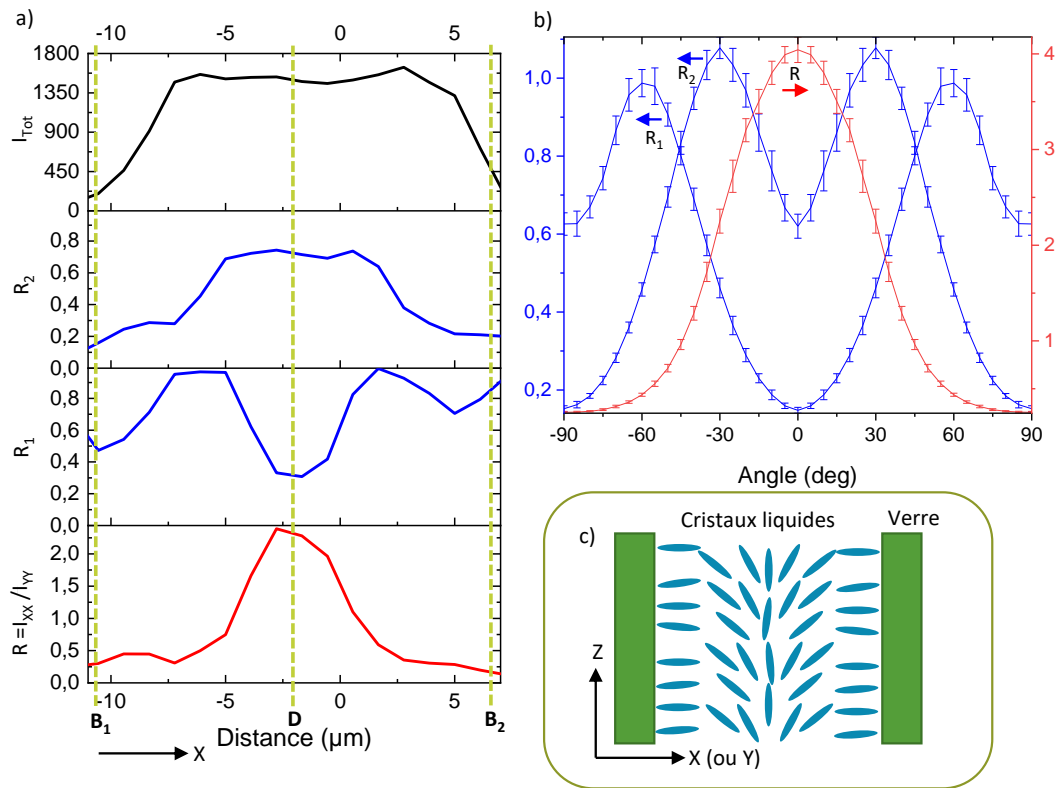 a)
-10 -5 0 5
1800
1350
900
450
0
I_Tot
0,8
0,6
0,4
0,2
0,0
R_2
0,8
0,6
0,4
0,2
0,0
R_1
2,0
1,5
1,0
0,5
0,0
R =I_XX /I_YY
-10 -5 0 5
B_1 D B_2
Distance (µm)
X
b)
1,0
0,8
0,6
0,4
0,2
4
3
2
1
R_2
R
R_1
-90 -60 -30 0 30 60 90
Angle (deg)
Cristaux liquides Verre
c)
Z
X (ou Y)